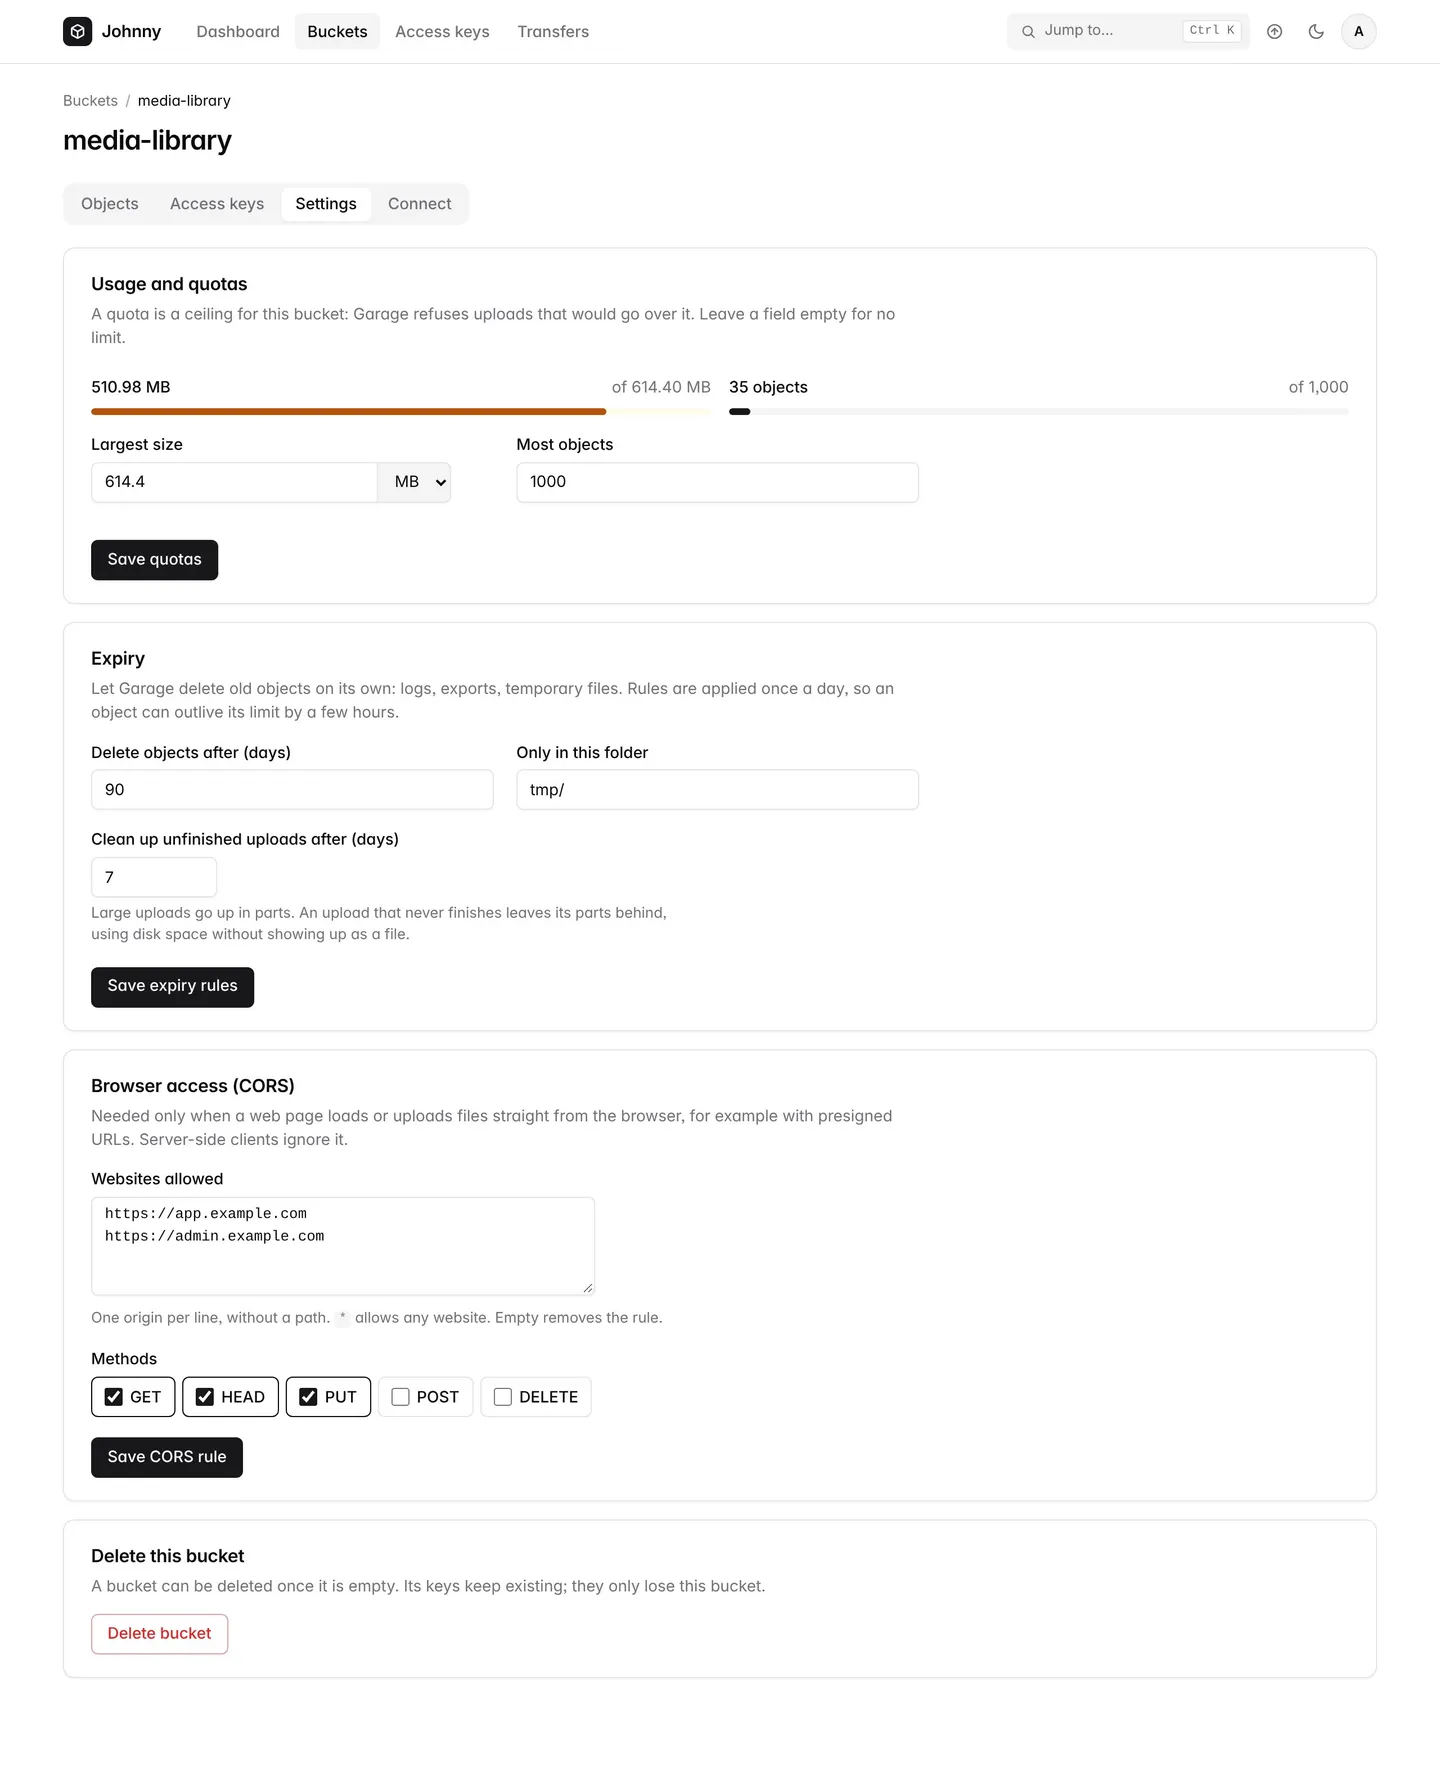 Johnny Dashboard Buckets Access keys Transfers Jump to... Ctrl K A
Buckets / media-library
media-library
Objects Access keys Settings Connect
Usage and quotas
A quota is a ceiling for this bucket: Garage refuses uploads that would go over it. Leave a field empty for no
limit.
510.98 MB of 614.40 MB 35 objects of 1,000
Largest size Most objects
614.4 MB 1000
Save quotas
Expiry
Let Garage delete old objects on its own: logs, exports, temporary files. Rules are applied once a day, so an
object can outlive its limit by a few hours.
Delete objects after (days) Only in this folder
90 tmp/
Clean up unfinished uploads after (days)
7
Large uploads go up in parts. An upload that never finishes leaves its parts behind,
using disk space without showing up as a file.
Save expiry rules
Browser access (CORS)
Needed only when a web page loads or uploads files straight from the browser, for example with presigned
URLs. Server-side clients ignore it.
Websites allowed
https://app.example.com
https://admin.example.com
One origin per line, without a path. * allows any website. Empty removes the rule.
Methods
GET HEAD PUT POST DELETE
Save CORS rule
Delete this bucket
A bucket can be deleted once it is empty. Its keys keep existing; they only lose this bucket.
Delete bucket